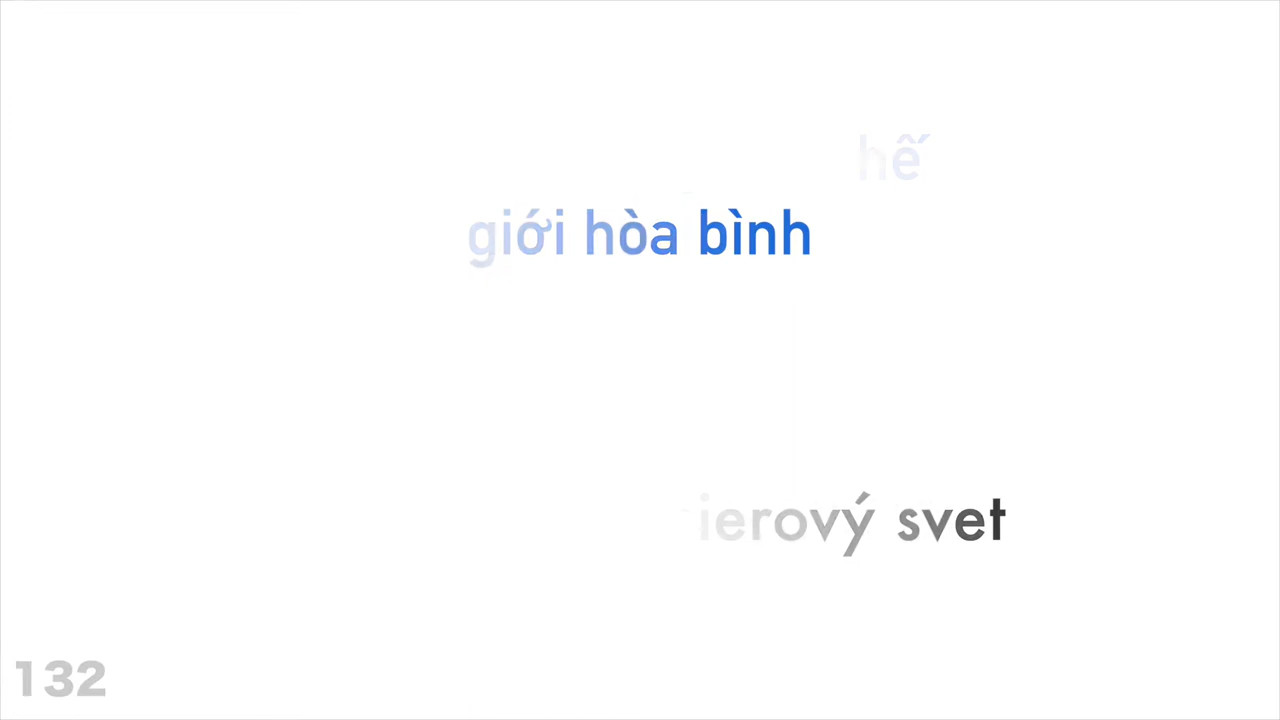 hế
giới hòa bình
ierový svet
132